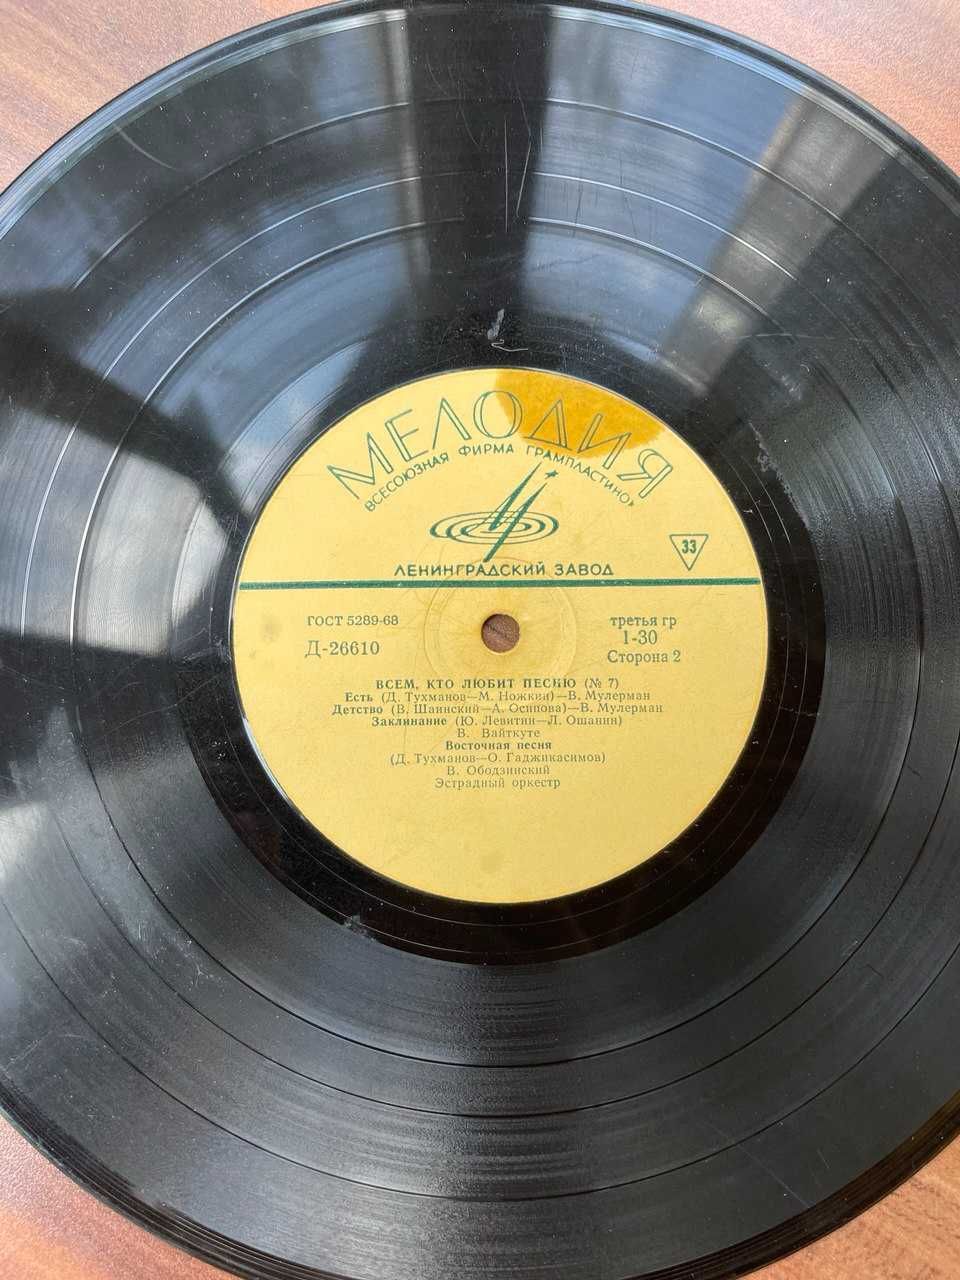 МЕЛОДИЯ
ВСЕСОЮЗНАЯ ФИРМА ГРАМПЛАСТИНОК
ЛЕНИНГРАДСКИЙ ЗАВОД
33
ГОСТ 5289-68
Д-26610
третья гр
1-30
Сторона 2
ВСЕМ, КТО ЛЮБИТ ПЕСНЮ (№ 7)
Есть (Д. Тухманов—М. Ножкин)—В. Мулерман
Детство (В. Шаинский—А. Осипова)—В. Мулерман
Заклинание (Ю. Левитин—Л. Ошанин)
В. Вайткуте
Восточная песня
(Д. Тухманов—О. Гаджикасимов)
В. Ободзинский
Эстрадный оркестр